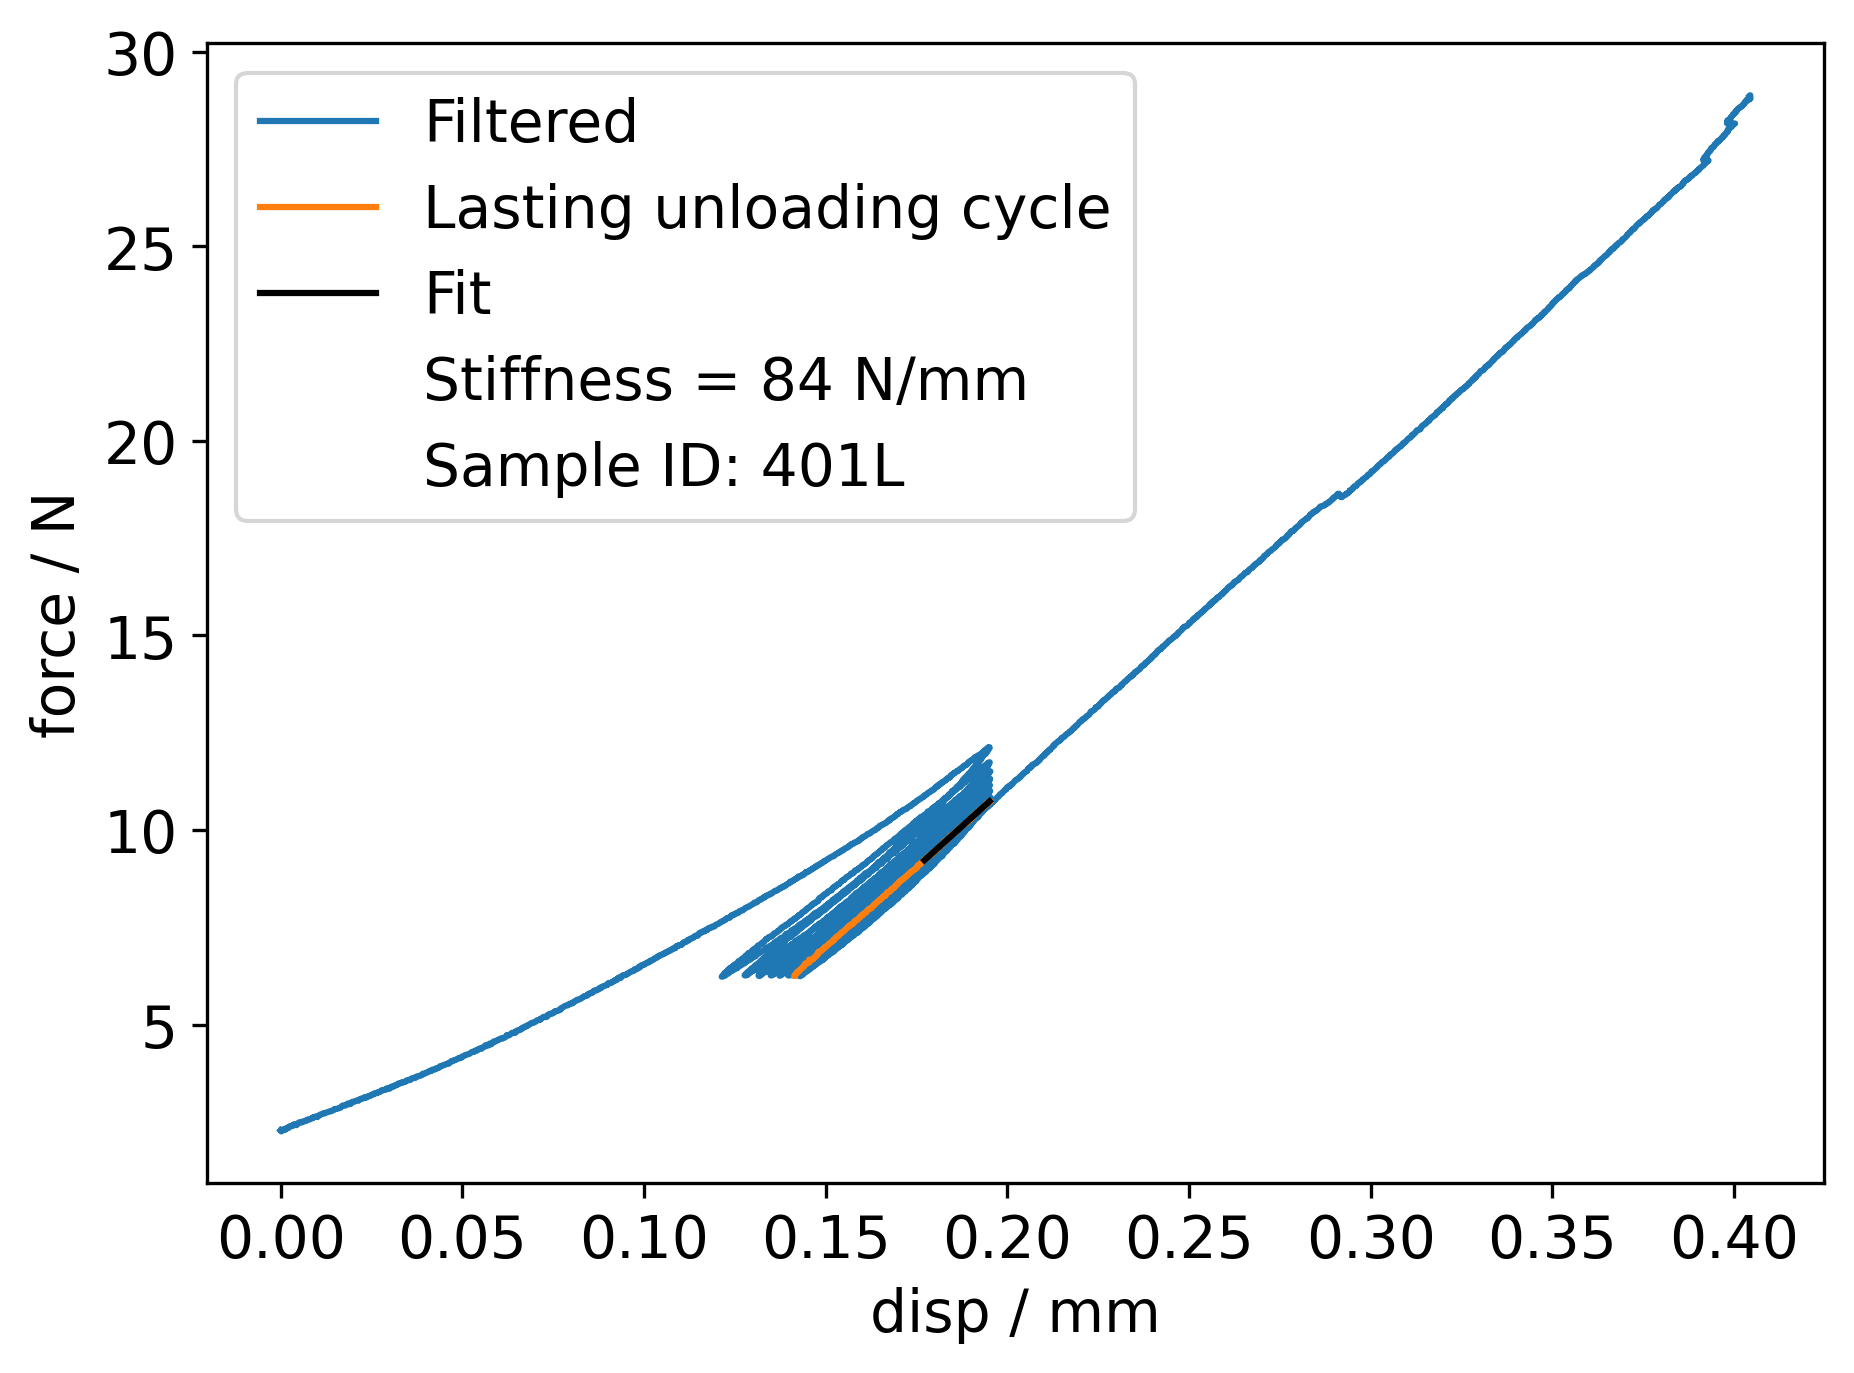 30
25
20
15
10
5
force / N
Filtered
Lasting unloading cycle
Fit
Stiffness = 84 N/mm
Sample ID: 401L
0.00 0.05 0.10 0.15 0.20 0.25 0.30 0.35 0.40
disp / mm